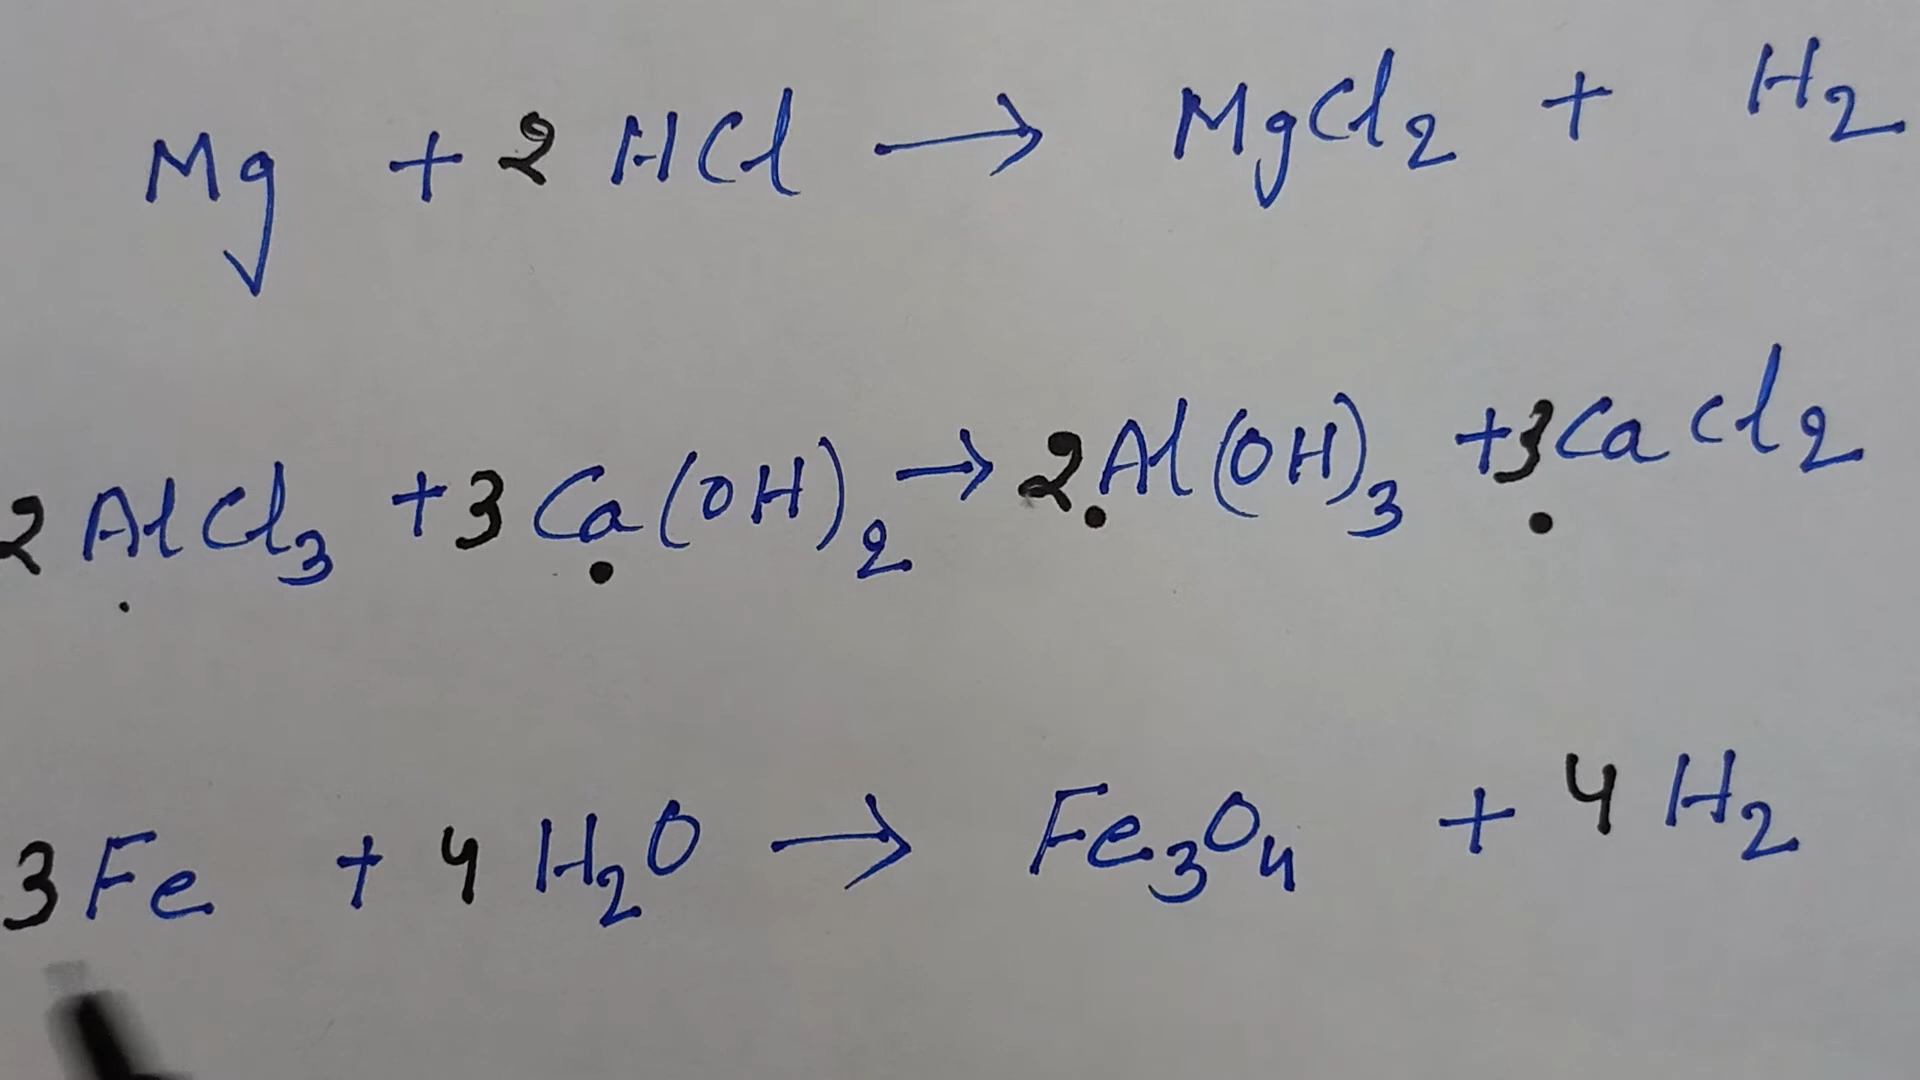 Mg + 2 HCl → MgCl₂ + H₂
2 AlCl₃ + 3 Ca(OH)₂ → 2 Al(OH)₃ + 3 CaCl₂
3 Fe + 4 H₂O → Fe₃O₄ + 4 H₂